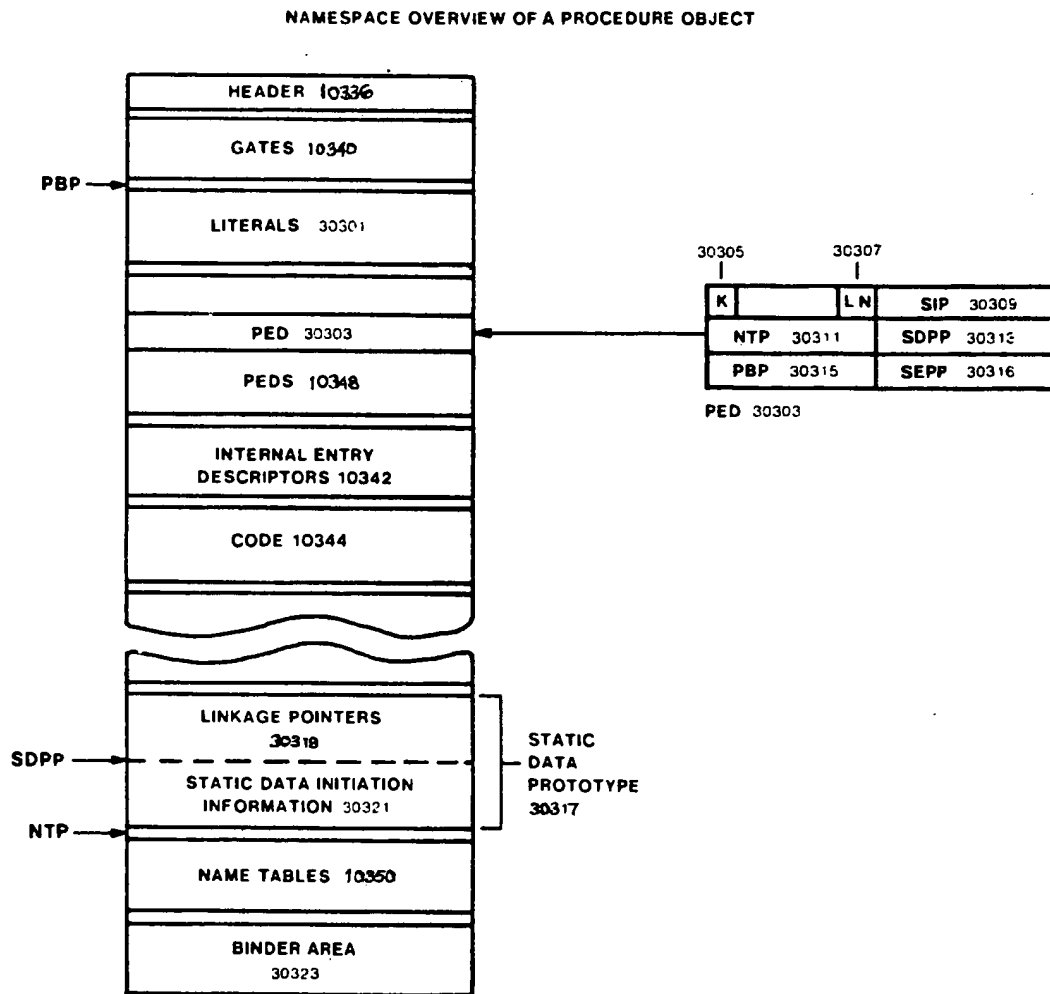 NAMESPACE OVERVIEW OF A PROCEDURE OBJECT
HEADER 10336
GATES 10340
PBP
LITERALS 30301
30305
30307
K
L N
SIP 30309
NTP 30311
SDPP 30313
PBP 30315
SEPP 30316
PED 30303
PED 30303
PEDS 10348
INTERNAL ENTRY
DESCRIPTORS 10342
CODE 10344
LINKAGE POINTERS
30319
SDPP
STATIC DATA INITIATION
INFORMATION 30321
STATIC
DATA
PROTOTYPE
30317
NTP
NAME TABLES 10350
BINDER AREA
30323